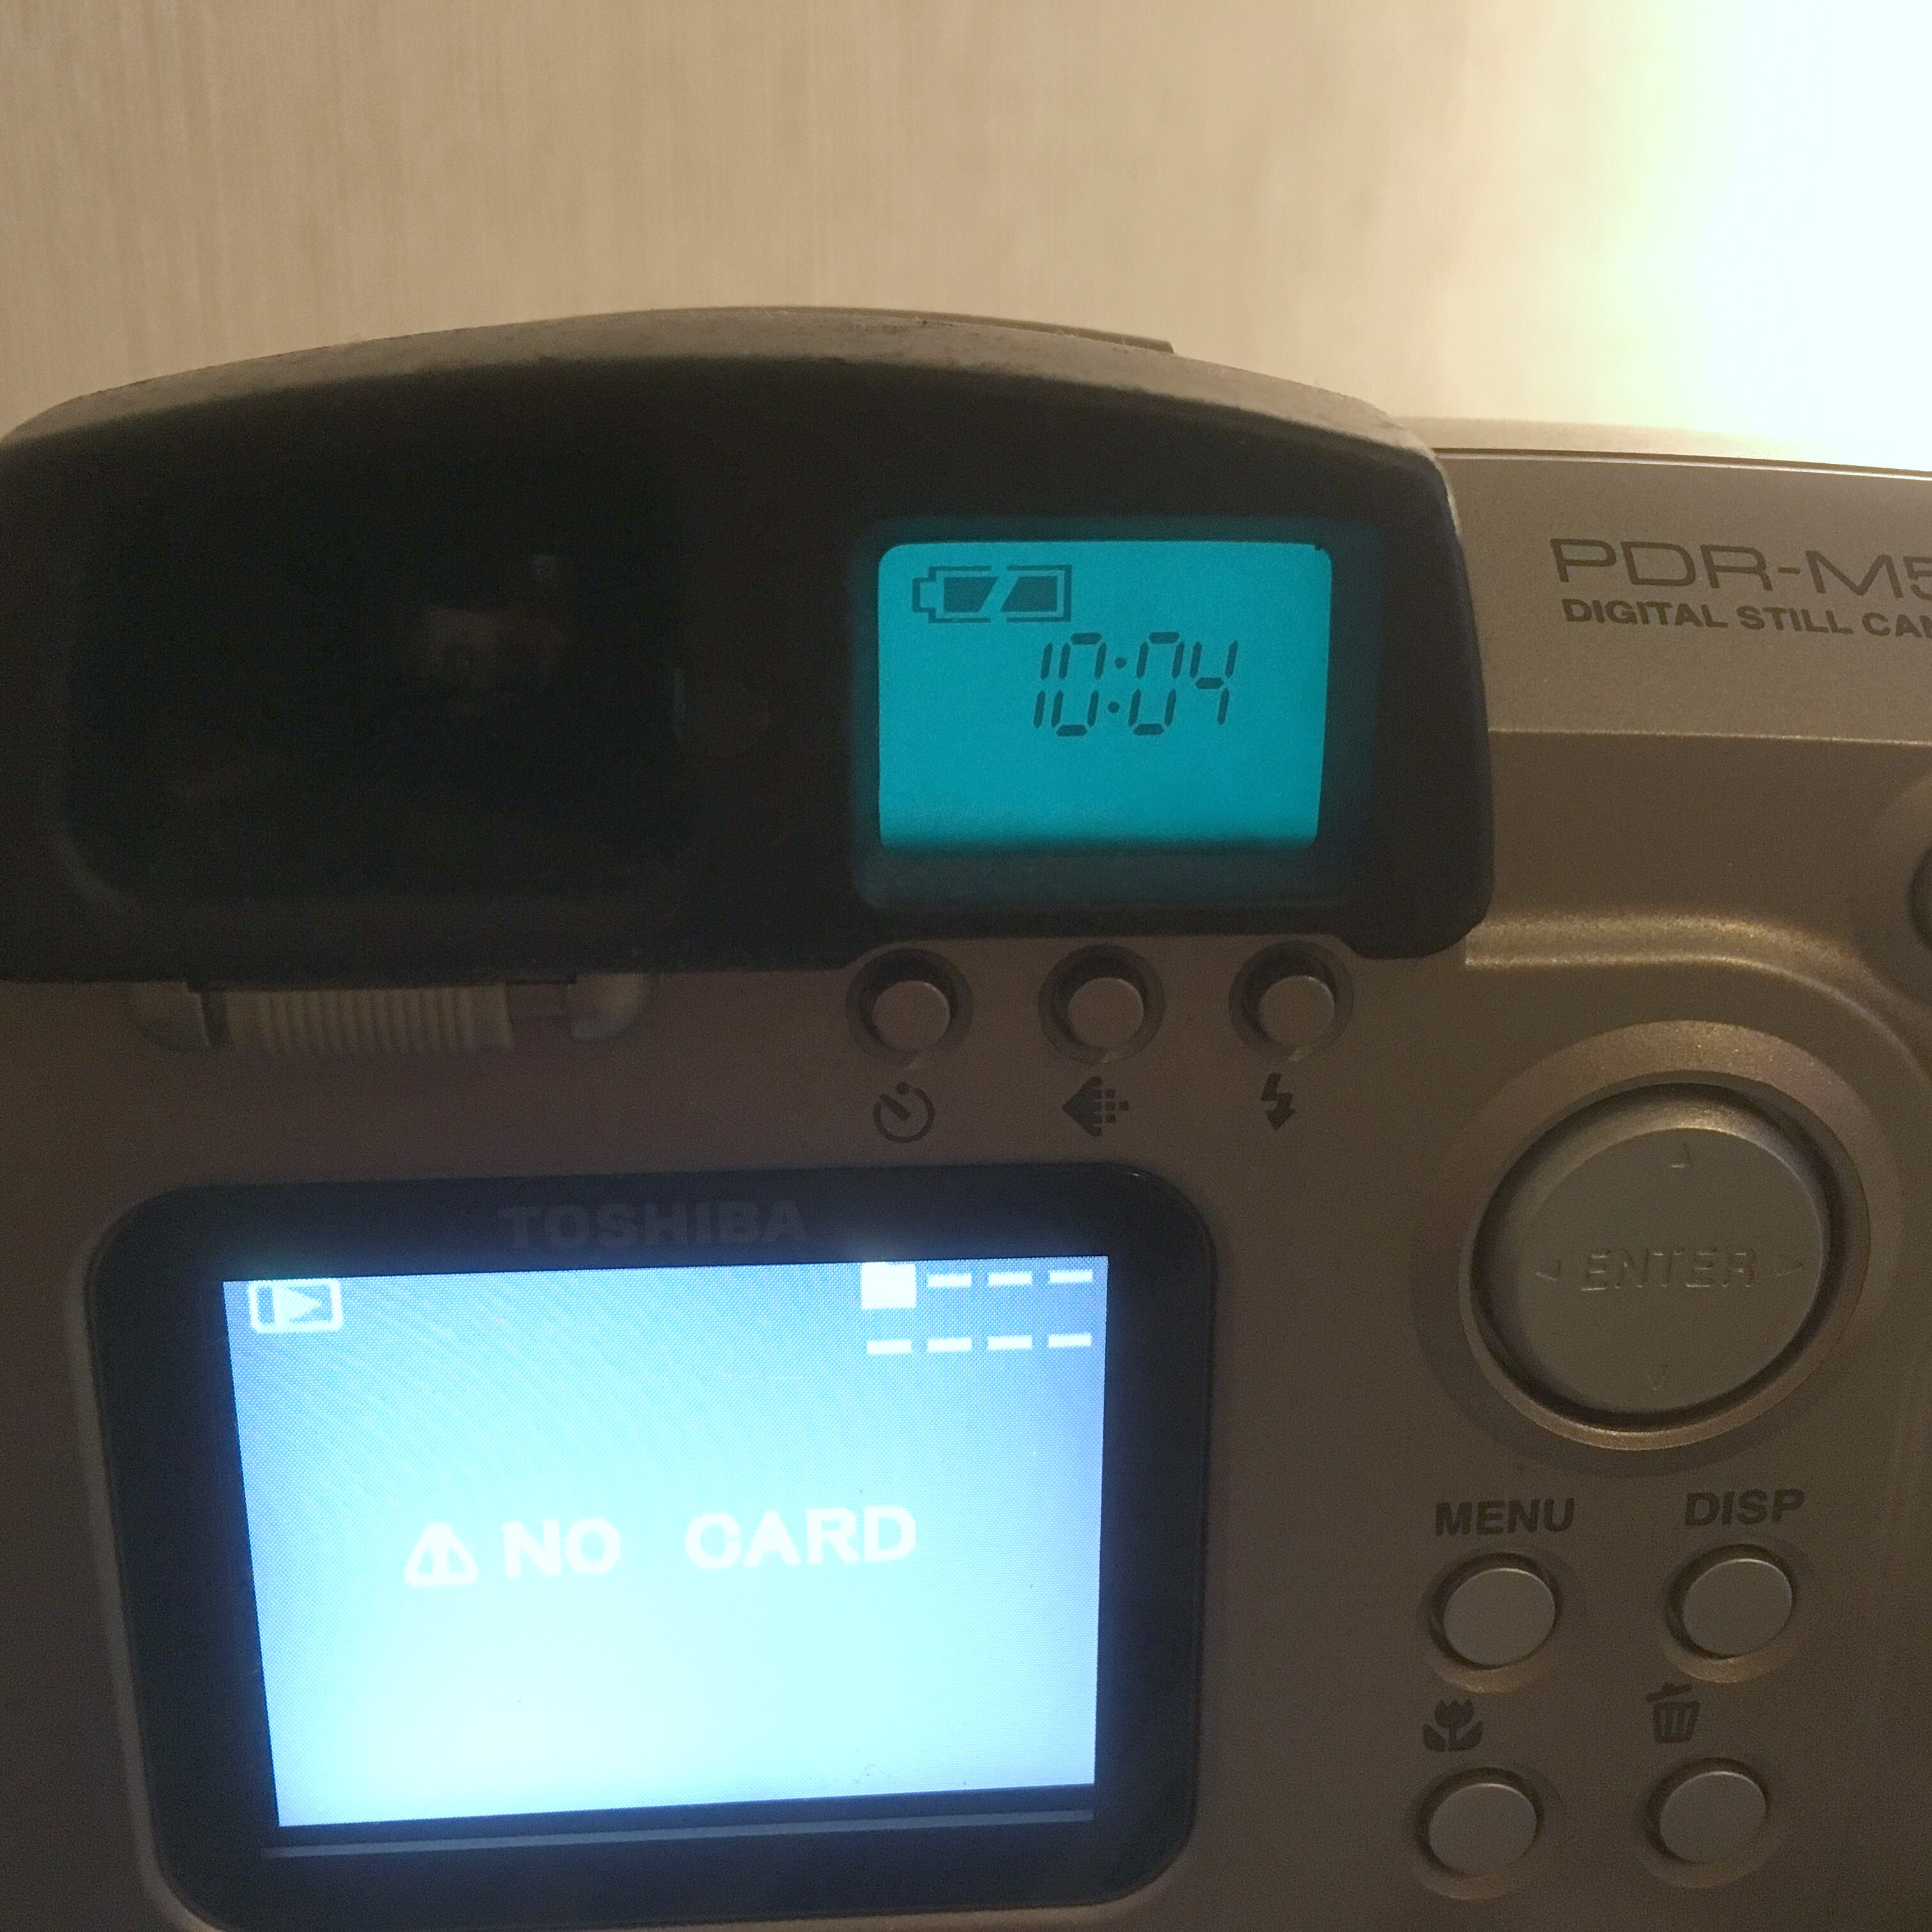 PDR-M5
DIGITAL STILL CAM
10:04
TOSHIBA
NO CARD
ENTER
MENU
DISP